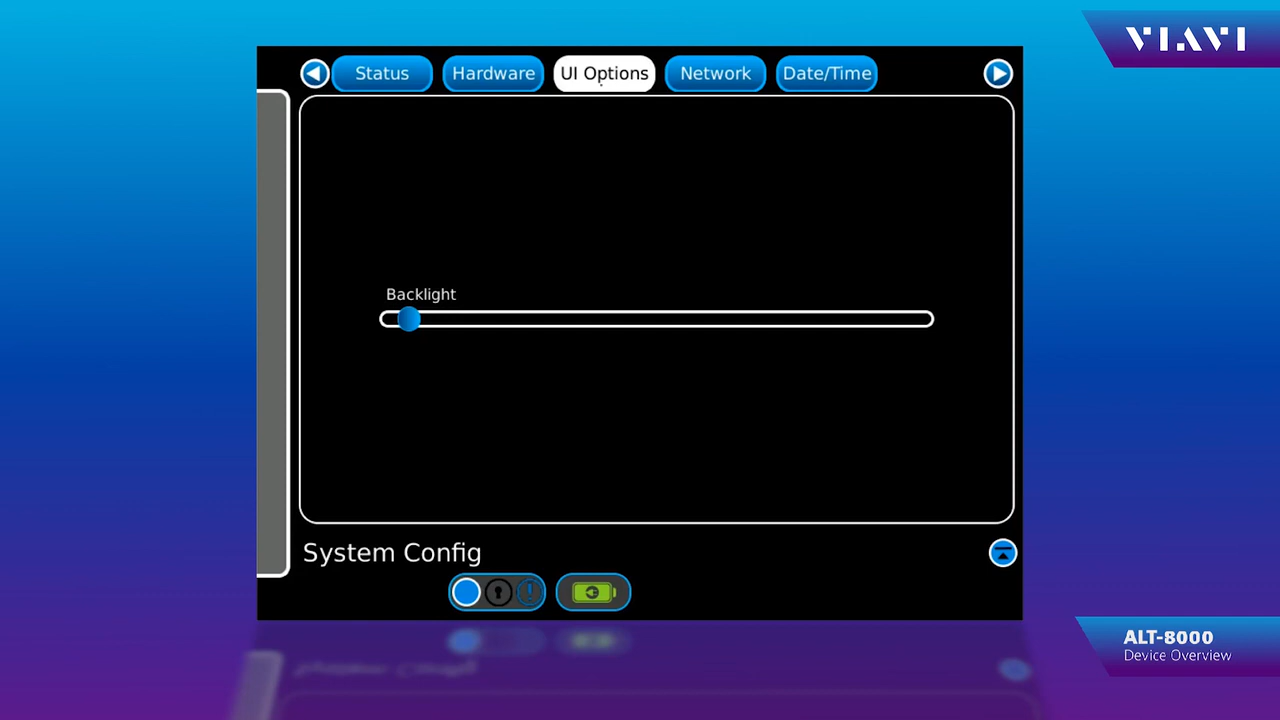 VIAVI
Status
Hardware
UI Options
Network
Date/Time
Backlight
System Config
ALT-8000
Device Overview